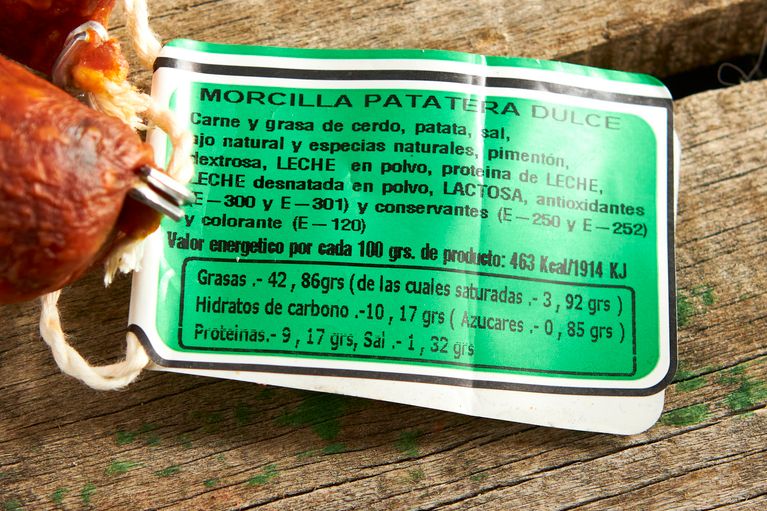 MORCILLA PATATERA DULCE
Carne y grasa de cerdo, patata, sal,
ajo natural y especias naturales, pimentón,
dextrosa, LECHE en polvo, proteina de LECHE,
LECHE desnatada en polvo, LACTOSA, antioxidantes
(E—300 y E—301) y conservantes (E—250 y E—252)
y colorante (E—120)
Valor energetico por cada 100 grs. de producto: 463 Kcal/1914 KJ
Grasas .- 42 , 86grs (de las cuales saturadas .- 3 , 92 grs )
Hidratos de carbono .-10 , 17 grs ( Azucares .- 0 , 85 grs )
Proteinas.- 9 , 17 grs, Sal .- 1 , 32 grs